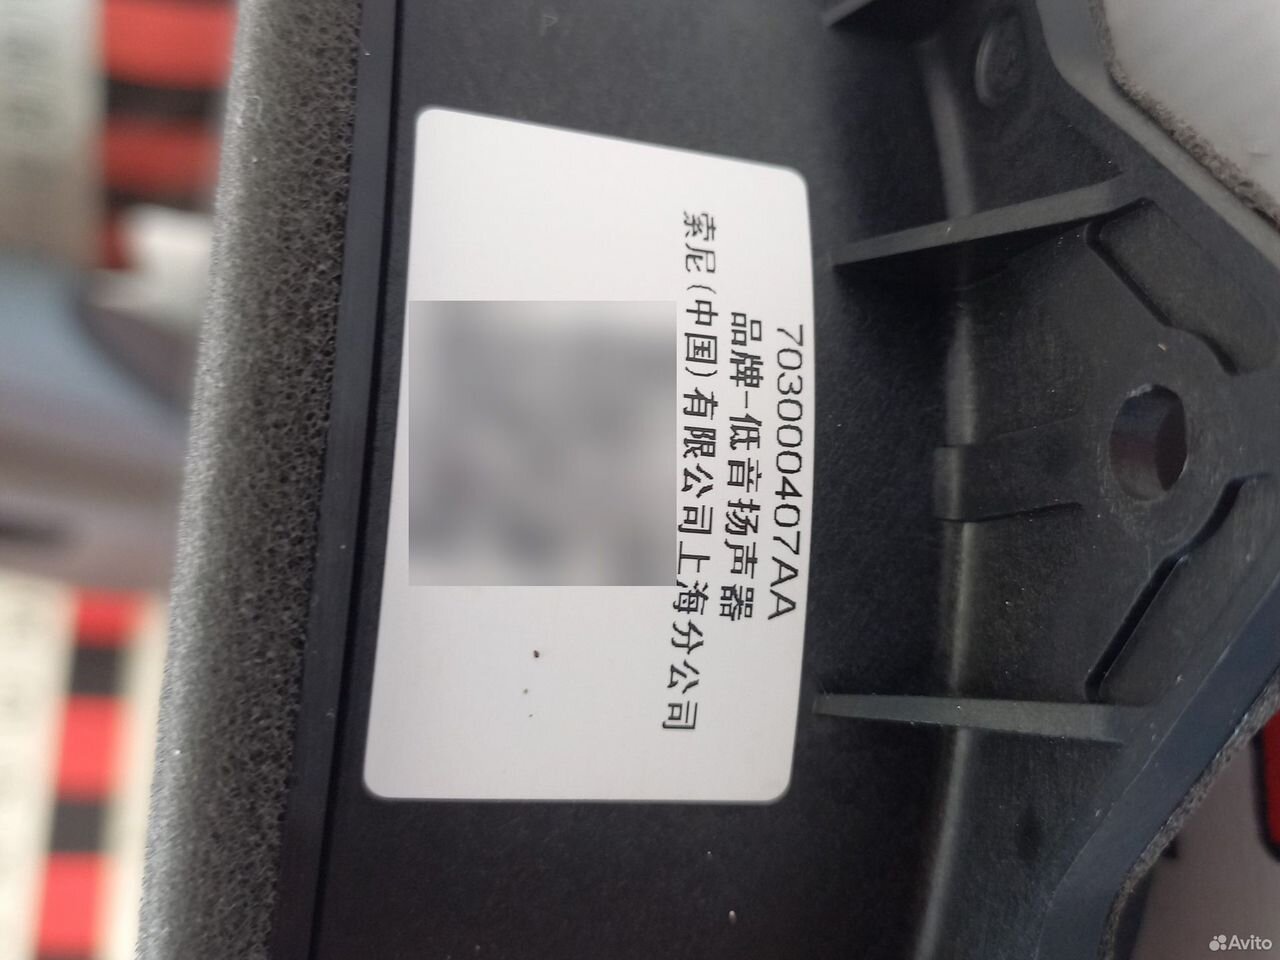 703000407AA
品牌-低音扬声器
索尼(中国)有限公司上海分公司
Avito